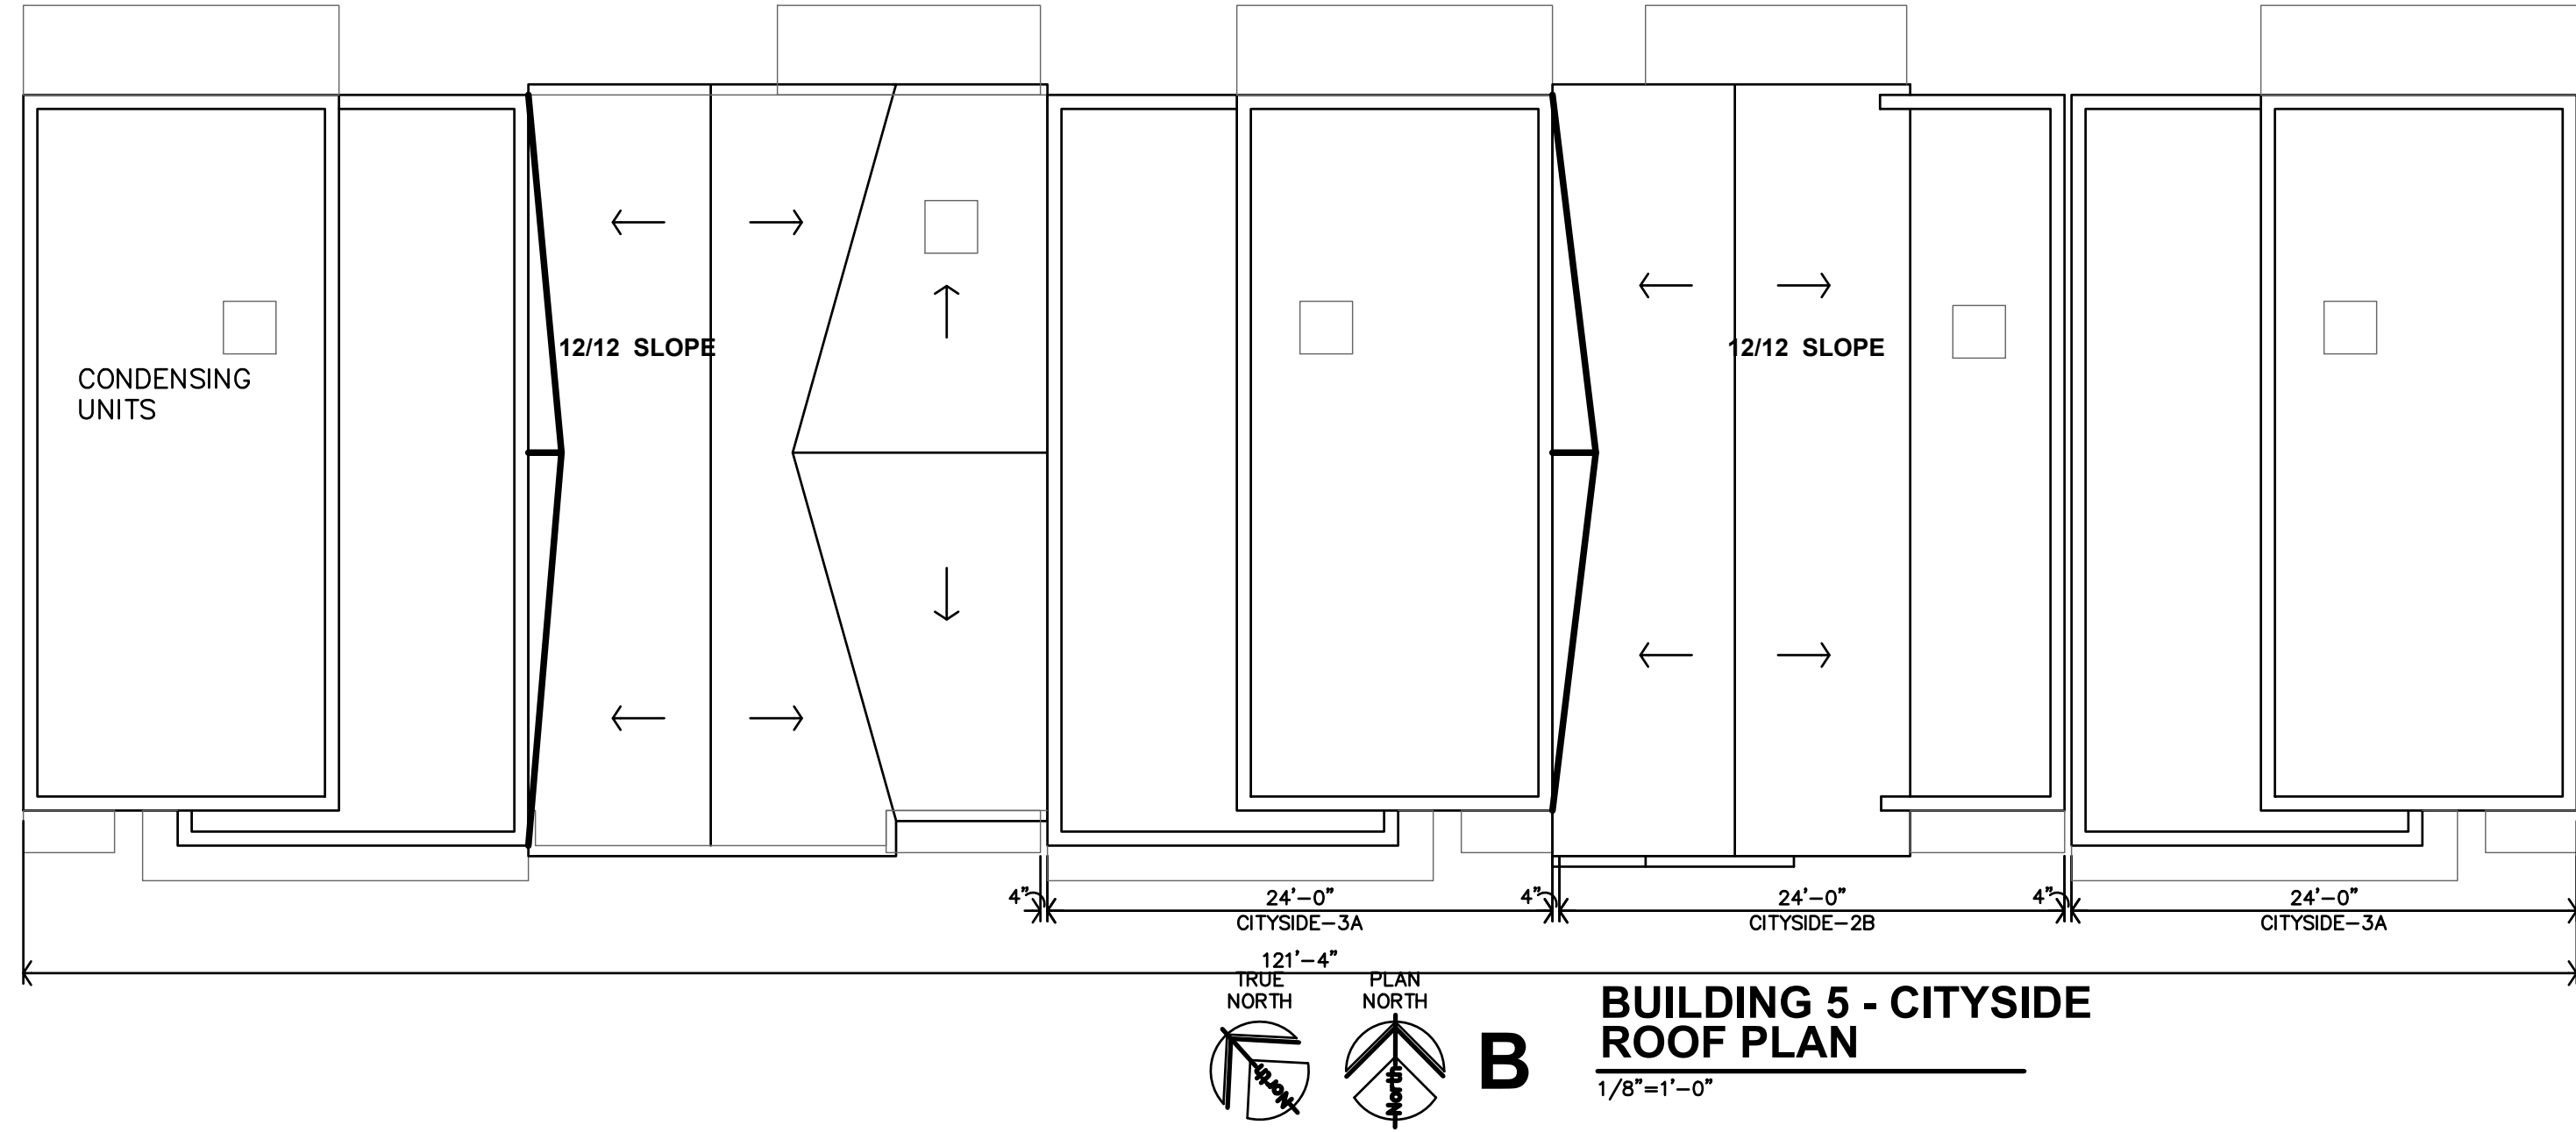 12/12 SLOPE
12/12 SLOPE
CONDENSING
UNITS
4”
24’-0”
4”
24’-0”
4”
24’-0”
CITYSIDE-3A
CITYSIDE-2B
CITYSIDE-3A
121’-4”
TRUE
NORTH
PLAN
NORTH
North
North
B
BUILDING 5 - CITYSIDE
ROOF PLAN
1/8”=1’-0”